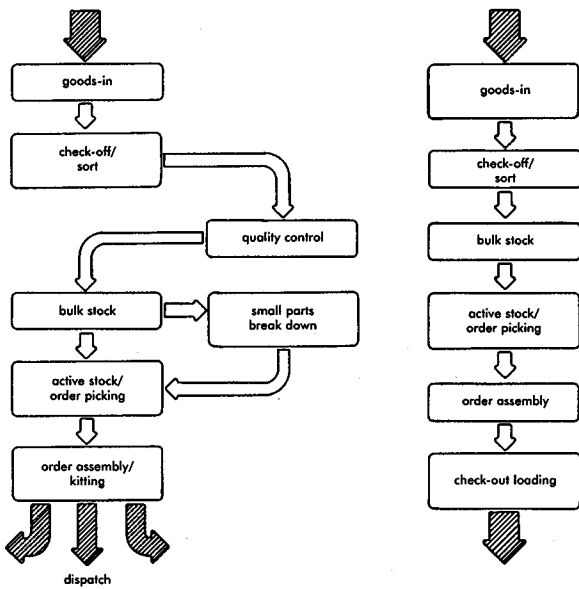 goods-in
check-off/
sort
quality control
bulk stock
small parts
break down
active stock/
order picking
order assembly/
kitting
dispatch
goods-in
check-off/
sort
bulk stock
active stock/
order picking
order assembly
check-out loading